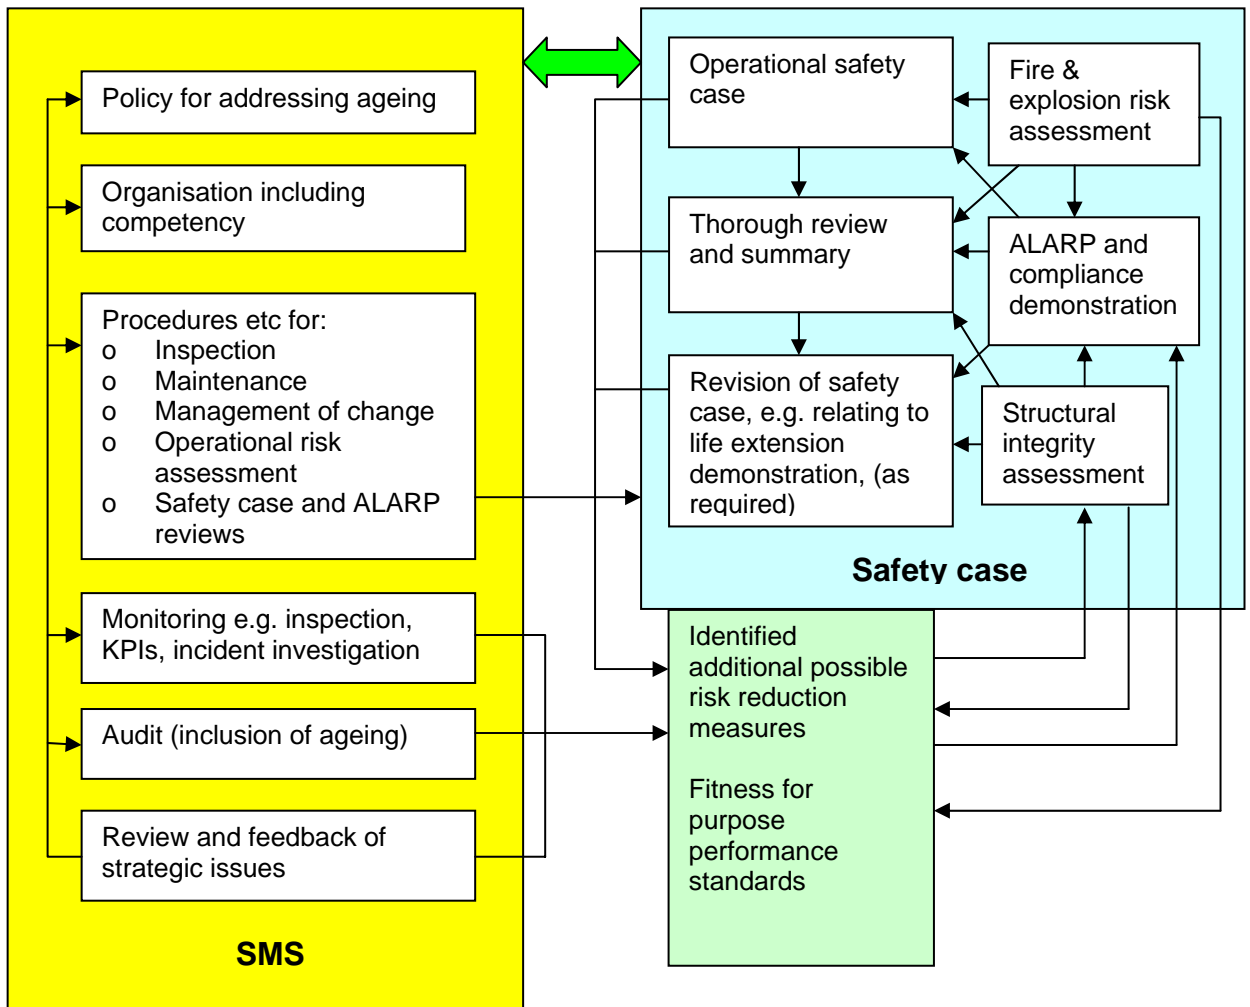 Policy for addressing ageing
Organisation including
competency
Procedures etc for:
o Inspection
o Maintenance
o Management of change
o Operational risk
assessment
o Safety case and ALARP
reviews
Monitoring e.g. inspection,
KPIs, incident investigation
Audit (inclusion of ageing)
Review and feedback of
strategic issues
SMS
Operational safety
case
Thorough review
and summary
Revision of safety
case, e.g. relating to
life extension
demonstration, (as
required)
Fire &
explosion risk
assessment
ALARP and
compliance
demonstration
Structural
integrity
assessment
Safety case
Identified
additional possible
risk reduction
measures
Fitness for
purpose
performance
standards